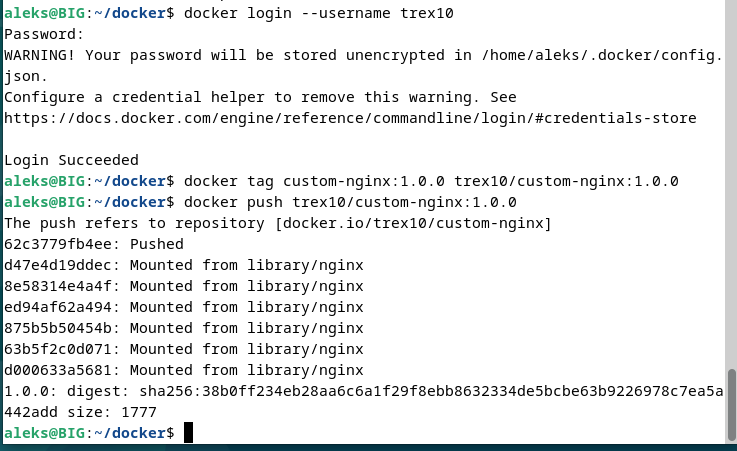 aleks@BIG:~/docker$ docker login --username trex10
Password:
WARNING! Your password will be stored unencrypted in /home/aleks/.docker/config.
json.
Configure a credential helper to remove this warning. See
https://docs.docker.com/engine/reference/commandline/login/#credentials-store

Login Succeeded
aleks@BIG:~/docker$ docker tag custom-nginx:1.0.0 trex10/custom-nginx:1.0.0
aleks@BIG:~/docker$ docker push trex10/custom-nginx:1.0.0
The push refers to repository [docker.io/trex10/custom-nginx]
62c3779fb4ee: Pushed
d47e4d19ddec: Mounted from library/nginx
8e58314e4a4f: Mounted from library/nginx
ed94af62a494: Mounted from library/nginx
875b5b50454b: Mounted from library/nginx
63b5f2c0d071: Mounted from library/nginx
d000633a5681: Mounted from library/nginx
1.0.0: digest: sha256:38b0ff234eb28aa6c6a1f29f8ebb8632334de5bcbe63b9226978c7ea5a
442add size: 1777
aleks@BIG:~/docker$